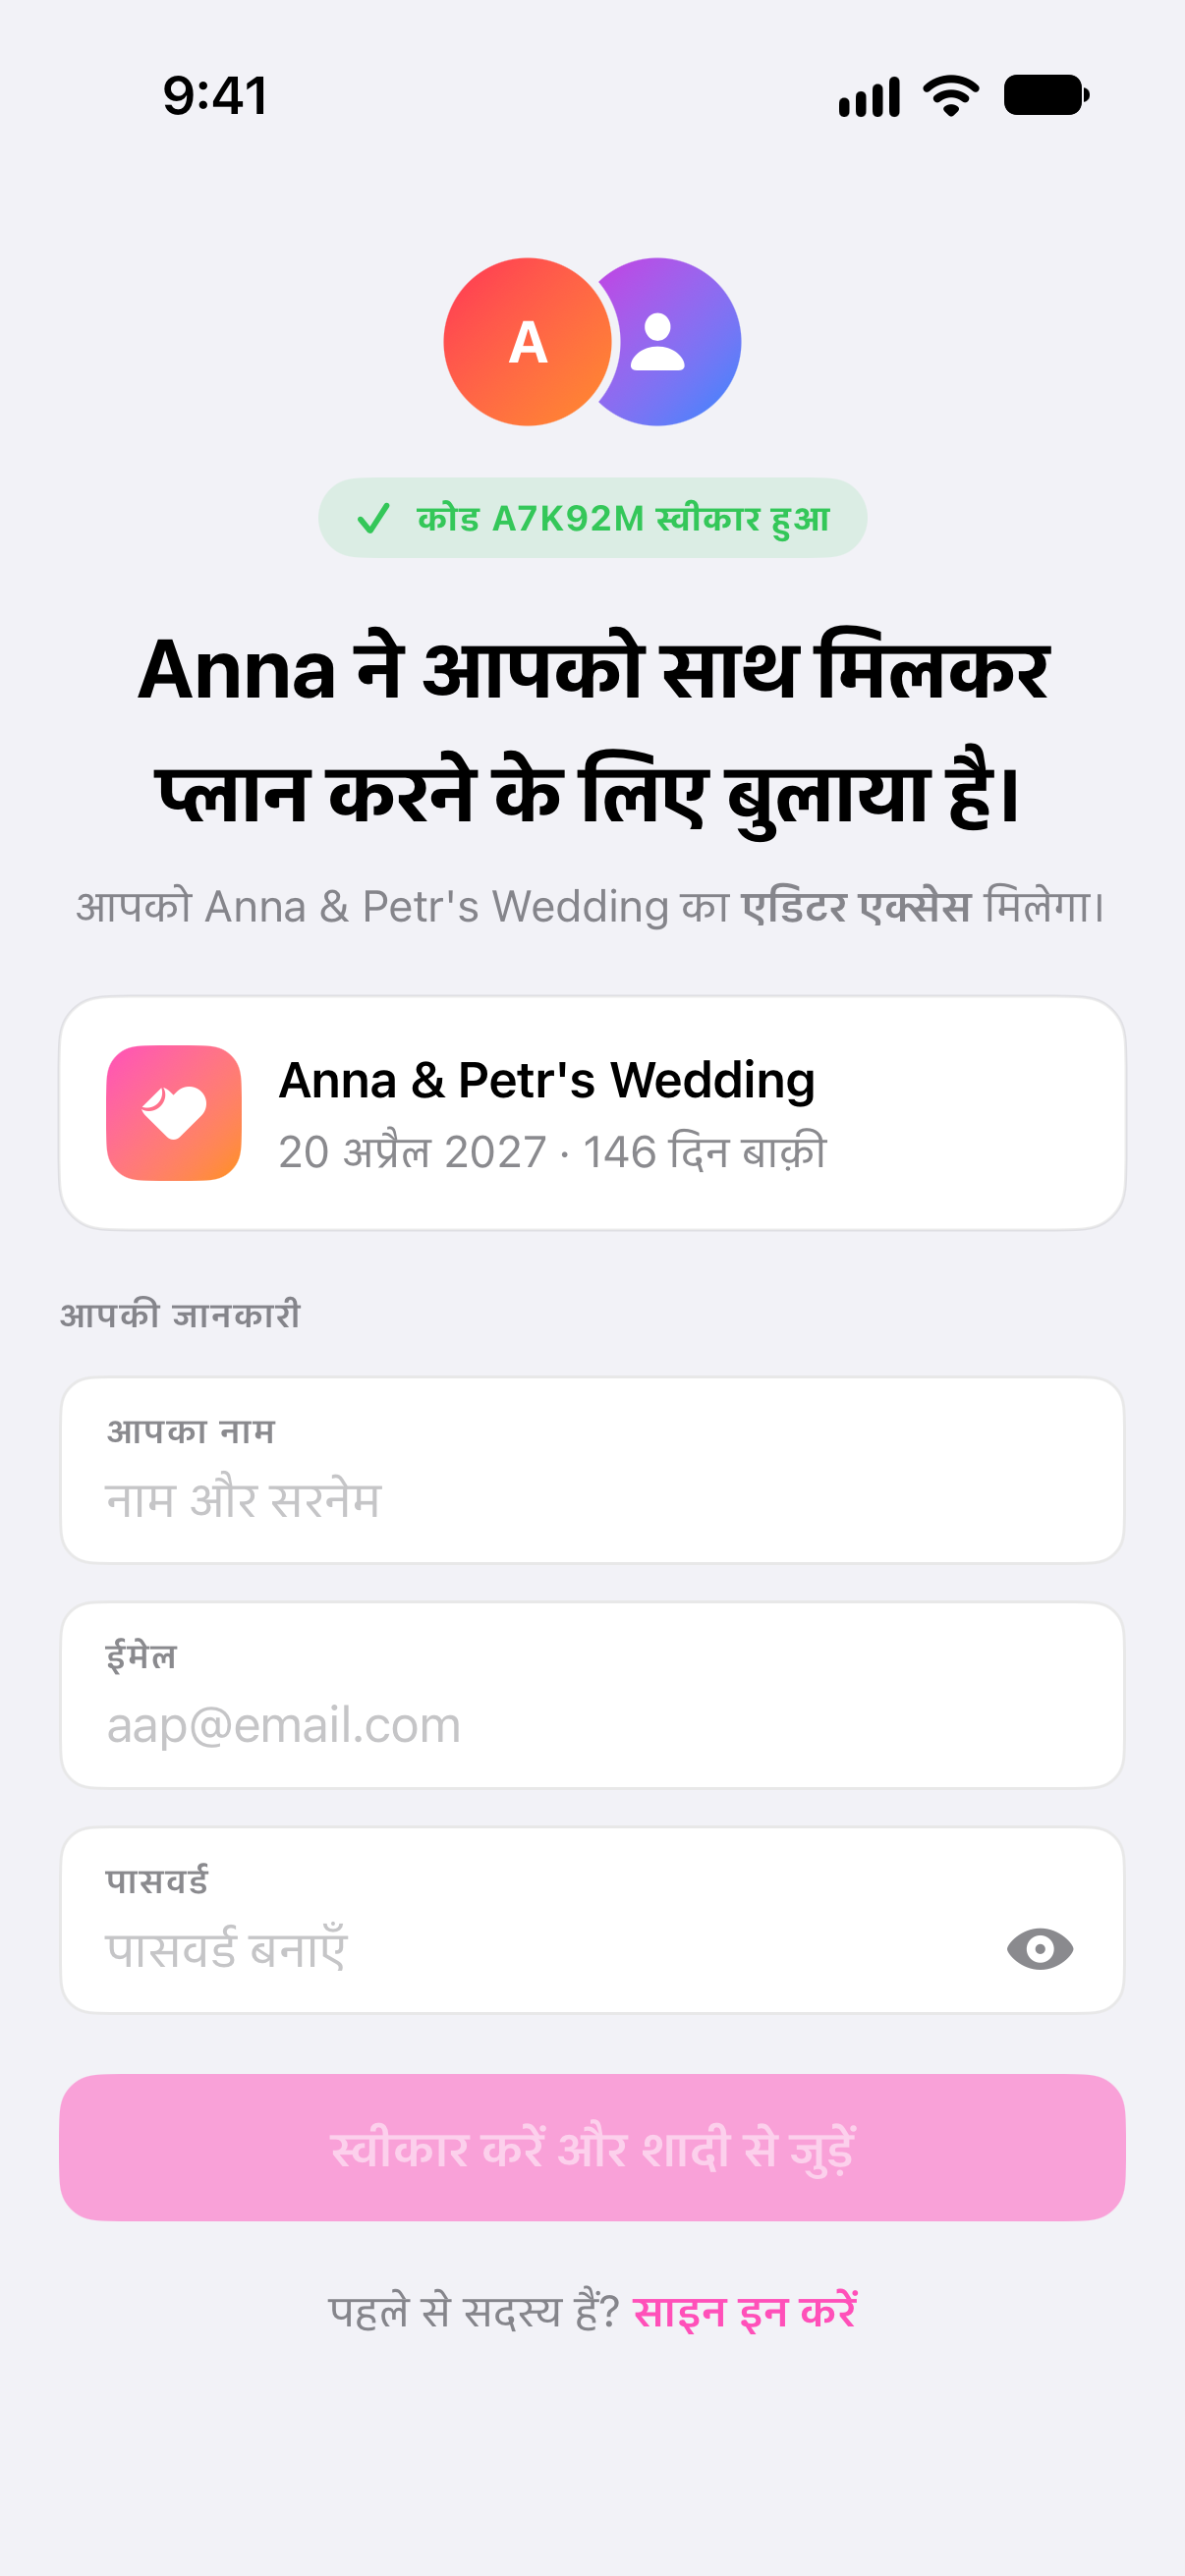 9:41
A
कोड A7K92M स्वीकार हुआ
Anna ने आपको साथ मिलकर
प्लान करने के लिए बुलाया है।
आपको Anna & Petr's Wedding का एडिटर एक्सेस मिलेगा।
Anna & Petr's Wedding
20 अप्रैल 2027 · 146 दिन बाक़ी
आपकी जानकारी
आपका नाम
नाम और सरनेम
ईमेल
aap@email.com
पासवर्ड
पासवर्ड बनाएँ
स्वीकार करें और शादी से जुड़ें
पहले से सदस्य हैं? साइन इन करें